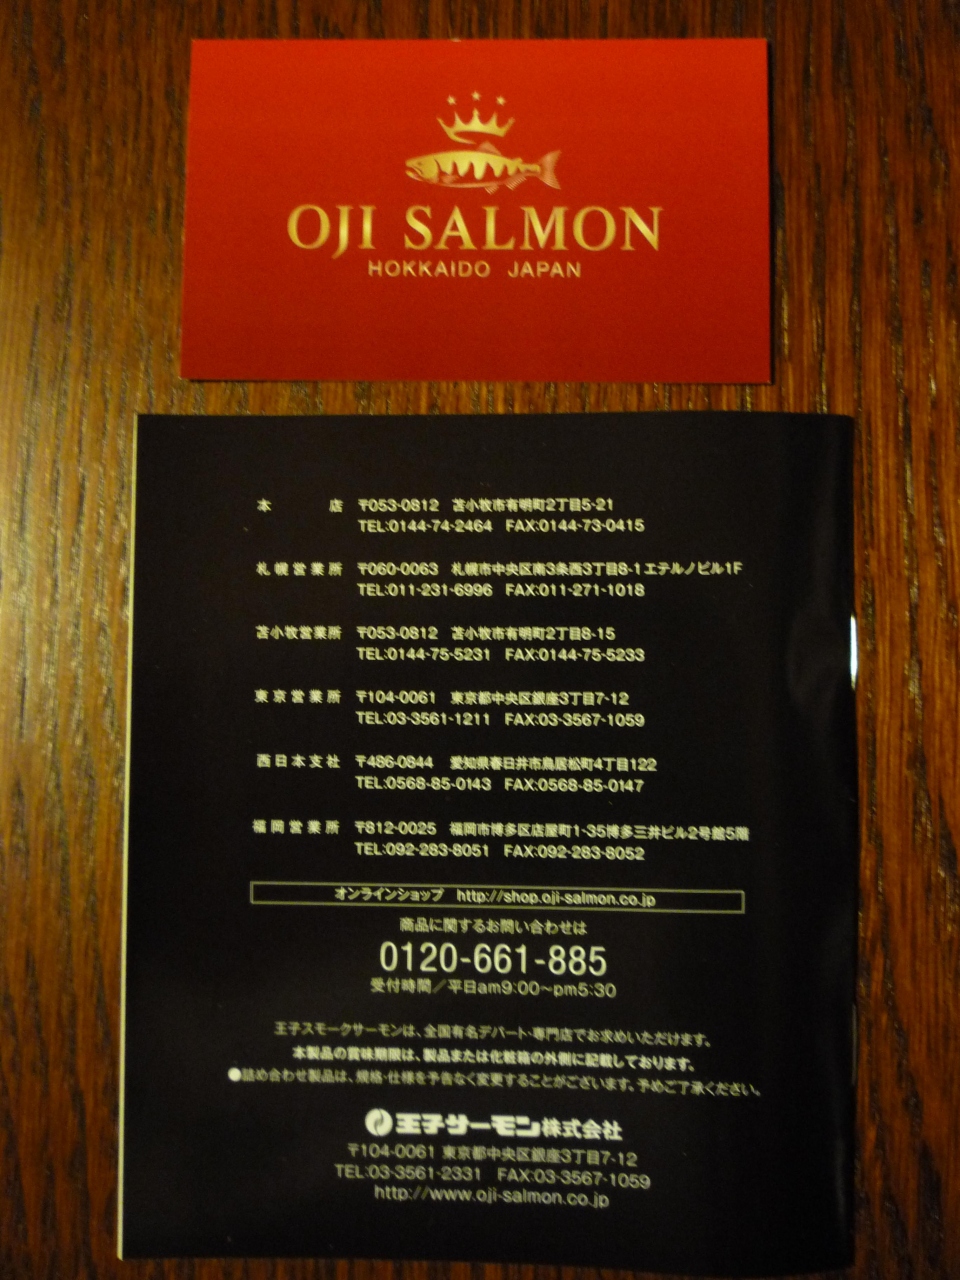 OJI SALMON
HOKKAIDO JAPAN
本店 〒053-0812 苫小牧市有明町2丁目5-21
TEL:0144-74-2464 FAX:0144-73-0415
札幌営業所 〒060-0063 札幌市中央区南3条西3丁目8-1エテルノビル1F
TEL:011-231-6996 FAX:011-271-1018
苫小牧営業所 〒053-0812 苫小牧市有明町2丁目8-15
TEL:0144-75-5231 FAX:0144-75-5233
東京営業所 〒104-0061 東京都中央区銀座3丁目7-12
TEL:03-3561-1211 FAX:03-3567-1059
西日本支社 〒486-0844 愛知県春日井市鳥居松町4丁目122
TEL:0568-85-0143 FAX:0568-85-0147
福岡営業所 〒812-0025 福岡市博多区店屋町1-35博多三井ビル2号館5階
TEL:092-283-8051 FAX:092-283-8052
オンラインショップ http://shop.oji-salmon.co.jp
商品に関するお問い合わせは
0120-661-885
受付時間/平日am9:00~pm5:30
王子スモークサーモンは、全国有名デパート・専門店でお求めいただけます。
本製品の賞味期限は、製品または化粧箱の外側に記載しております。
●詰め合わせ製品は、規格・仕様を予告なく変更することがございます。予めご了承ください。
王子サーモン株式会社
〒104-0061 東京都中央区銀座3丁目7-12
TEL:03-3561-2331 FAX:03-3567-1059
http://www.oji-salmon.co.jp